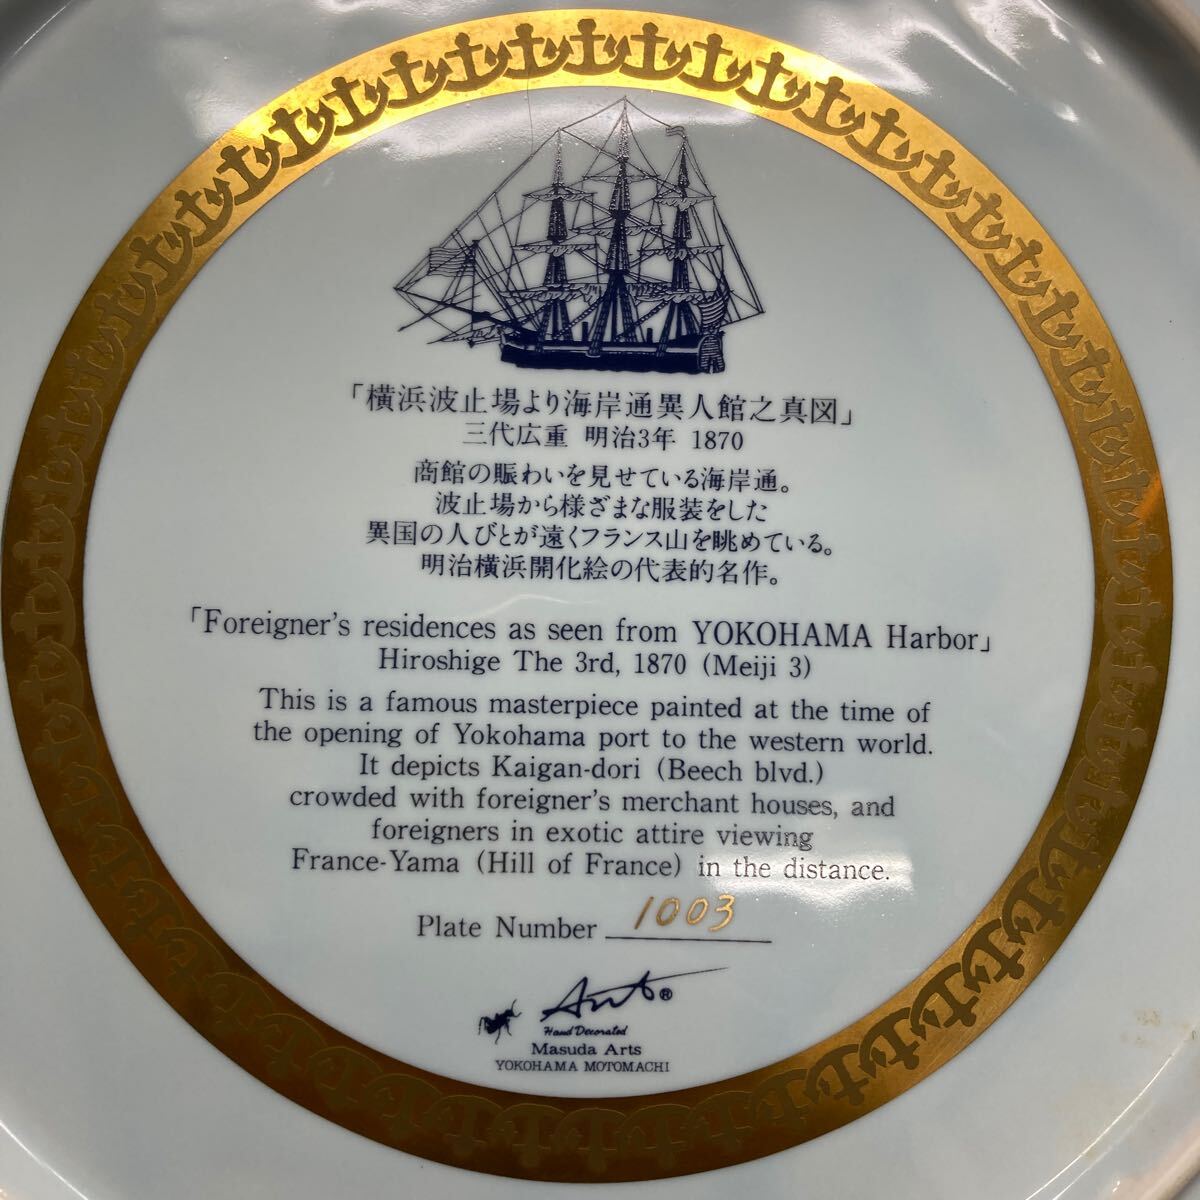 「横浜波止場より海岸通異人館之真図」
三代広重 明治3年 1870
商館の賑わいを見せている海岸通。
波止場から様ざまな服装をした
異国の人びとが遠くフランス山を眺めている。
明治横浜開化絵の代表的名作。
「Foreigner's residences as seen from YOKOHAMA Harbor」
Hiroshige The 3rd, 1870 (Meiji 3)
This is a famous masterpiece painted at the time of
the opening of Yokohama port to the western world.
It depicts Kaigan-dori (Beech blvd.)
crowded with foreigner's merchant houses, and
foreigners in exotic attire viewing
France-Yama (Hill of France) in the distance.
Plate Number 1003
Ant®
Hand Decorated
Masuda Arts
YOKOHAMA MOTOMACHI